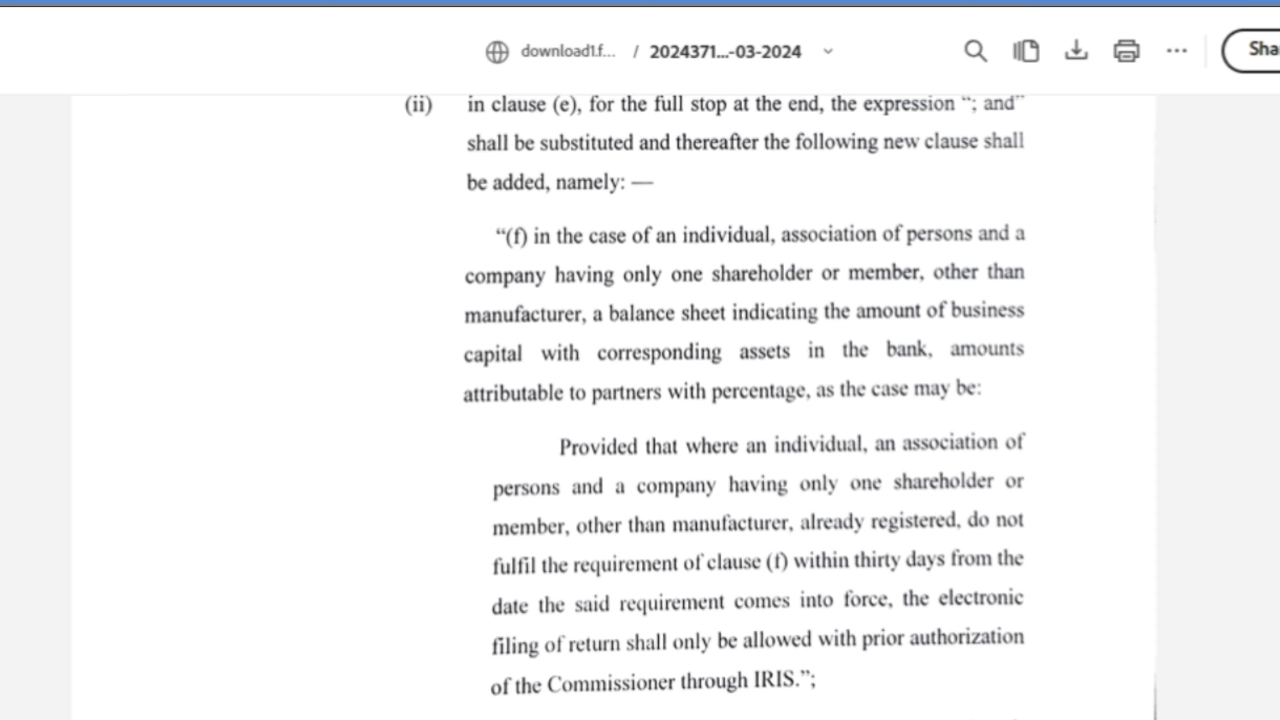 download1.f... / 2024371...-03-2024
Sha
(ii) in clause (e), for the full stop at the end, the expression “; and”
shall be substituted and thereafter the following new clause shall
be added, namely: —
“(f) in the case of an individual, association of persons and a
company having only one shareholder or member, other than
manufacturer, a balance sheet indicating the amount of business
capital with corresponding assets in the bank, amounts
attributable to partners with percentage, as the case may be:
Provided that where an individual, an association of
persons and a company having only one shareholder or
member, other than manufacturer, already registered, do not
fulfil the requirement of clause (f) within thirty days from the
date the said requirement comes into force, the electronic
filing of return shall only be allowed with prior authorization
of the Commissioner through IRIS.”;